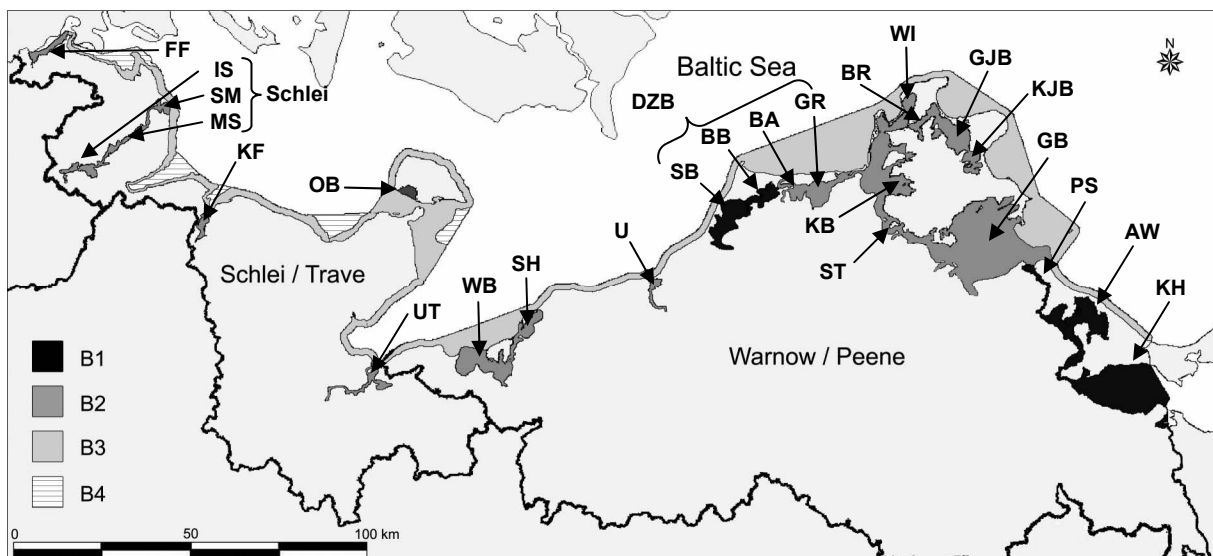 FF
IS
SM
MS
Schlei
KF
OB
Schlei / Trave
UT
WB
SH
U
Baltic Sea
DZB
SB
BB
BA
GR
WI
BR
GJB
KJB
GB
PS
AW
KH
KB
ST
Warnow / Peene
N
B1
B2
B3
B4
0 50 100 km